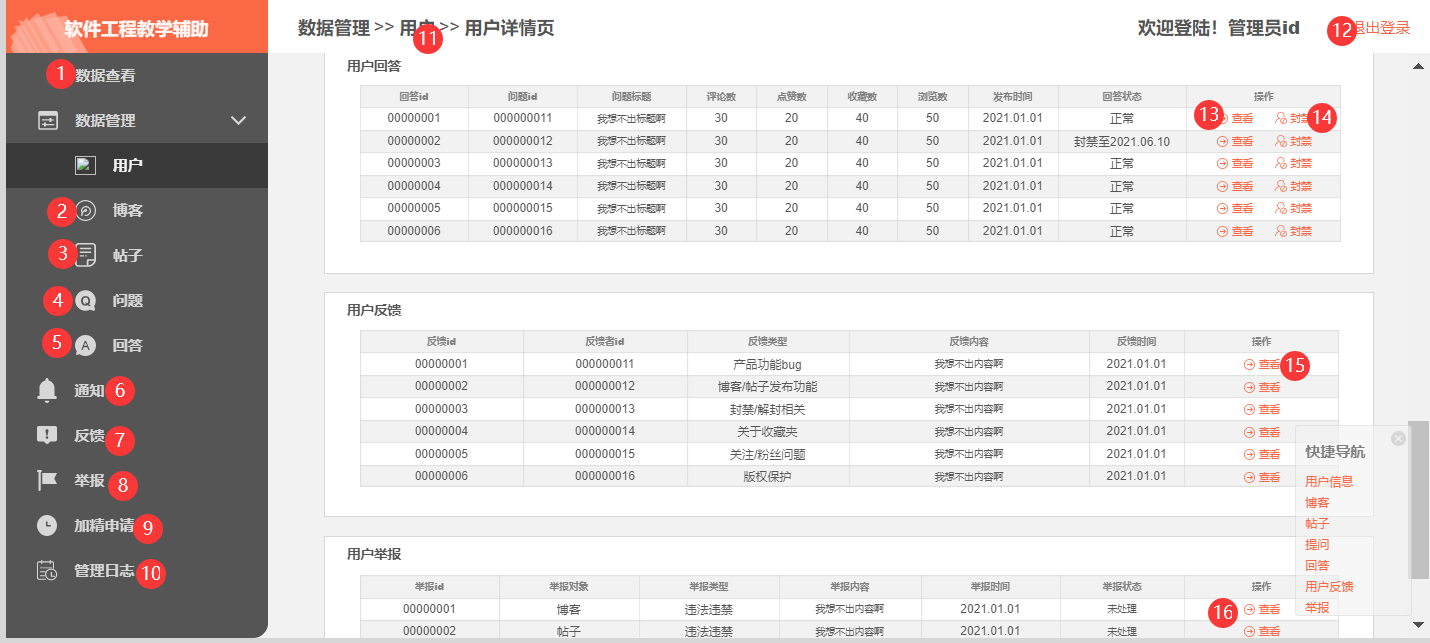 软件工程教学辅助
数据管理 >> 用户 >> 用户详情页
11
欢迎登陆！管理员id
12
退出登录
1 数据查看
数据管理
用户
2 博客
3 帖子
4 问题
5 回答
通知 6
反馈 7
举报 8
加精申请 9
管理日志 10
用户回答
回答id 问题id 问题标题 评论数 点赞数 收藏数 浏览数 发布时间 回答状态 操作
00000001 000000011 我想不出标题啊 30 20 40 50 2021.01.01 正常 13 查看 封禁 14
00000002 000000012 我想不出标题啊 30 20 40 50 2021.01.01 封禁至2021.06.10 查看 封禁
00000003 000000013 我想不出标题啊 30 20 40 50 2021.01.01 正常 查看 封禁
00000004 000000014 我想不出标题啊 30 20 40 50 2021.01.01 正常 查看 封禁
00000005 000000015 我想不出标题啊 30 20 40 50 2021.01.01 正常 查看 封禁
00000006 000000016 我想不出标题啊 30 20 40 50 2021.01.01 正常 查看 封禁
用户反馈
反馈id 反馈者id 反馈类型 反馈内容 反馈时间 操作
00000001 000000011 产品功能bug 我想不出内容啊 2021.01.01 查看 15
00000002 000000012 博客/帖子发布功能 我想不出内容啊 2021.01.01 查看
00000003 000000013 封禁/解封相关 我想不出内容啊 2021.01.01 查看
00000004 000000014 关于收藏夹 我想不出内容啊 2021.01.01 查看
00000005 000000015 关注/粉丝问题 我想不出内容啊 2021.01.01 查看
00000006 000000016 版权保护 我想不出内容啊 2021.01.01 查看
用户举报
举报id 举报对象 举报类型 举报内容 举报时间 举报状态 操作
00000001 博客 违法违禁 我想不出内容啊 2021.01.01 未处理 16 查看
00000002 帖子 违法违禁 我想不出内容啊 2021.01.01 未处理 查看
快捷导航
用户信息
博客
帖子
提问
回答
用户反馈
举报